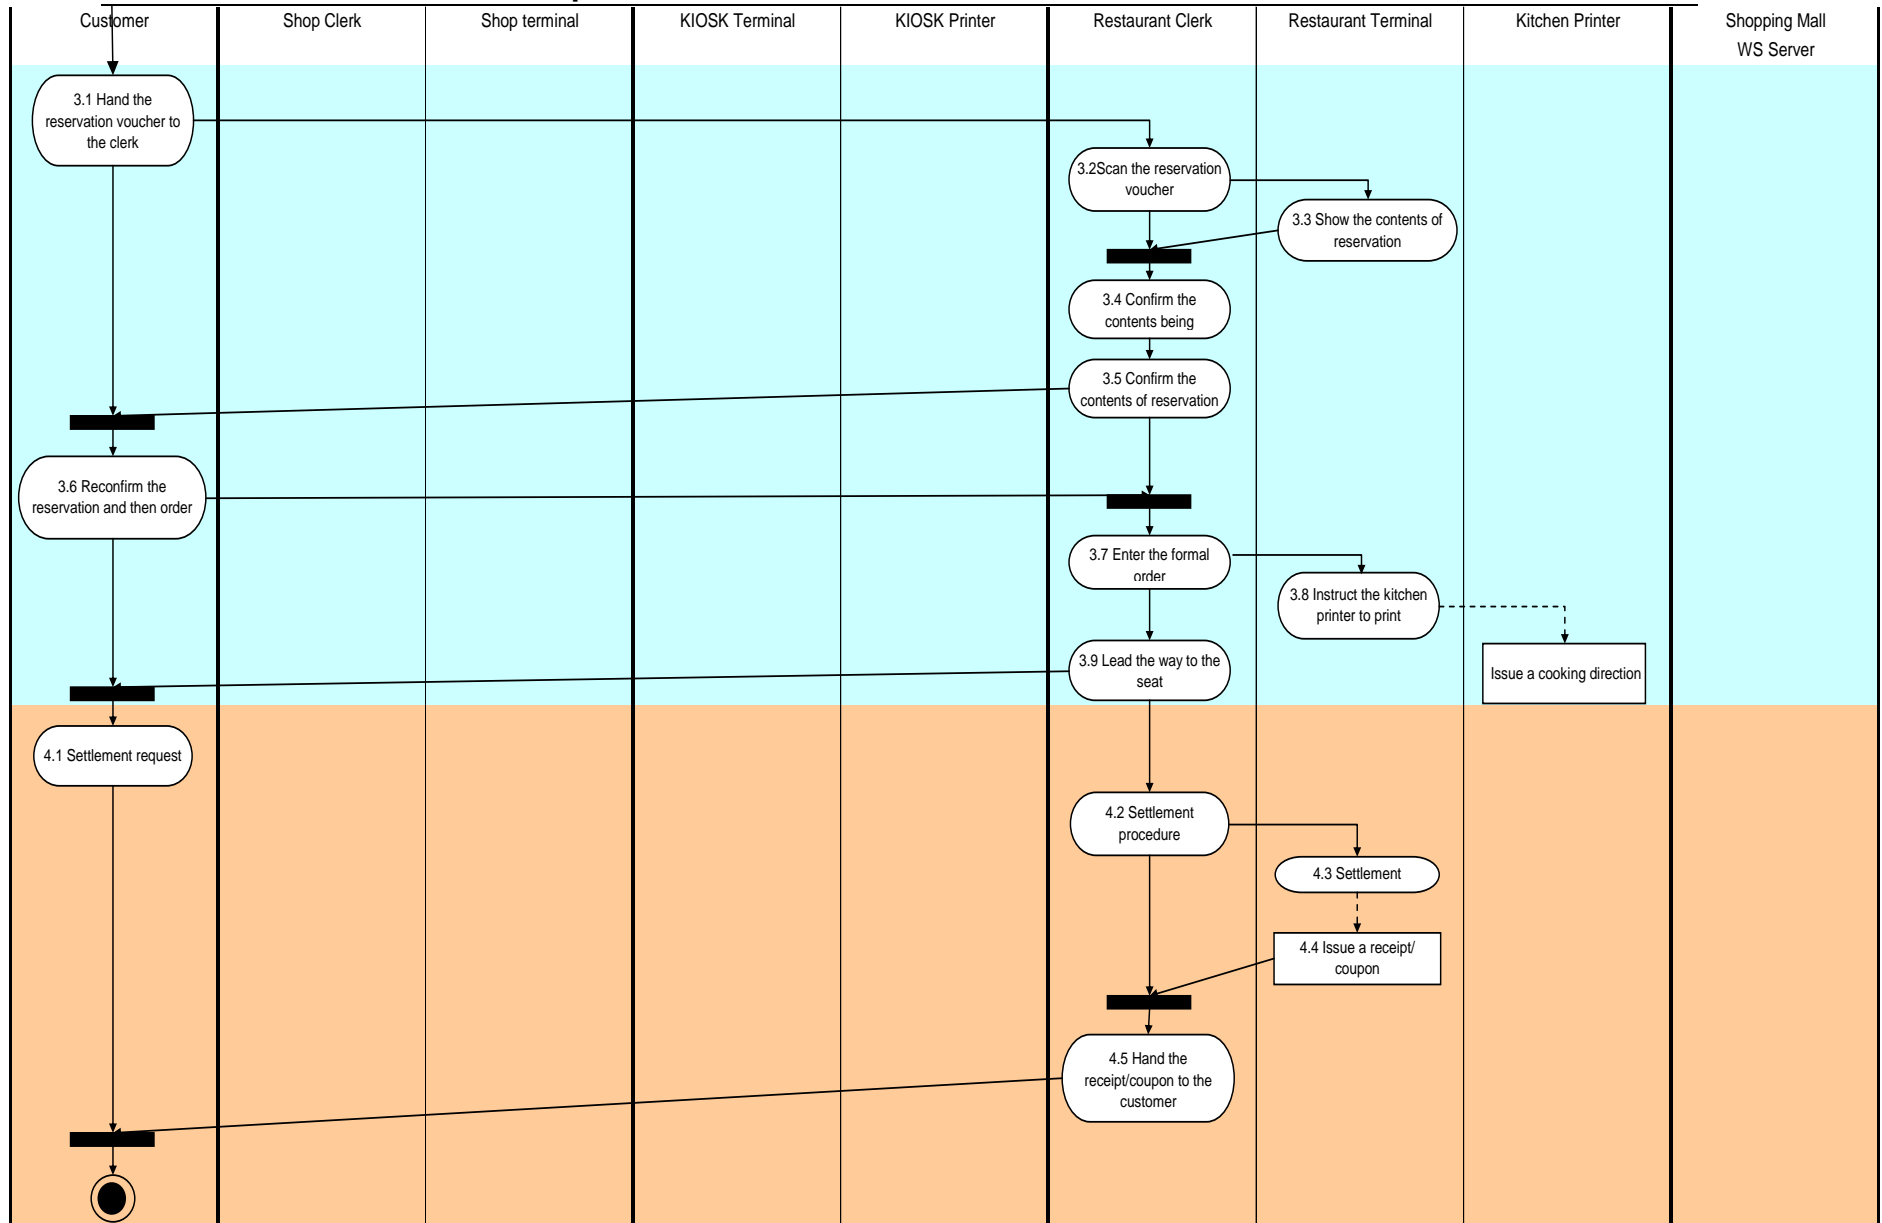 Customer
Shop Clerk
Shop terminal
KIOSK Terminal
KIOSK Printer
Restaurant Clerk
Restaurant Terminal
Kitchen Printer
Shopping Mall
WS Server
3.1 Hand the
reservation voucher to
the clerk
3.2Scan the reservation
voucher
3.3 Show the contents of
reservation
3.4 Confirm the
contents being
3.5 Confirm the
contents of reservation
3.6 Reconfirm the
reservation and then order
3.7 Enter the formal
order
3.8 Instruct the kitchen
printer to print
3.9 Lead the way to the
seat
Issue a cooking direction
4.1 Settlement request
4.2 Settlement
procedure
4.3 Settlement
4.4 Issue a receipt/
coupon
4.5 Hand the
receipt/coupon to the
customer